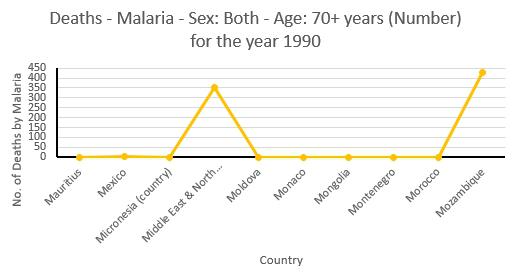 Deaths - Malaria - Sex: Both - Age: 70+ years (Number)
for the year 1990
No. of Deaths by Malaria
450
400
350
300
250
200
150
100
50
0
Mauritius
Mexico
Micronesia (country)
Middle East & North...
Moldova
Monaco
Mongolia
Montenegro
Morocco
Mozambique
Country